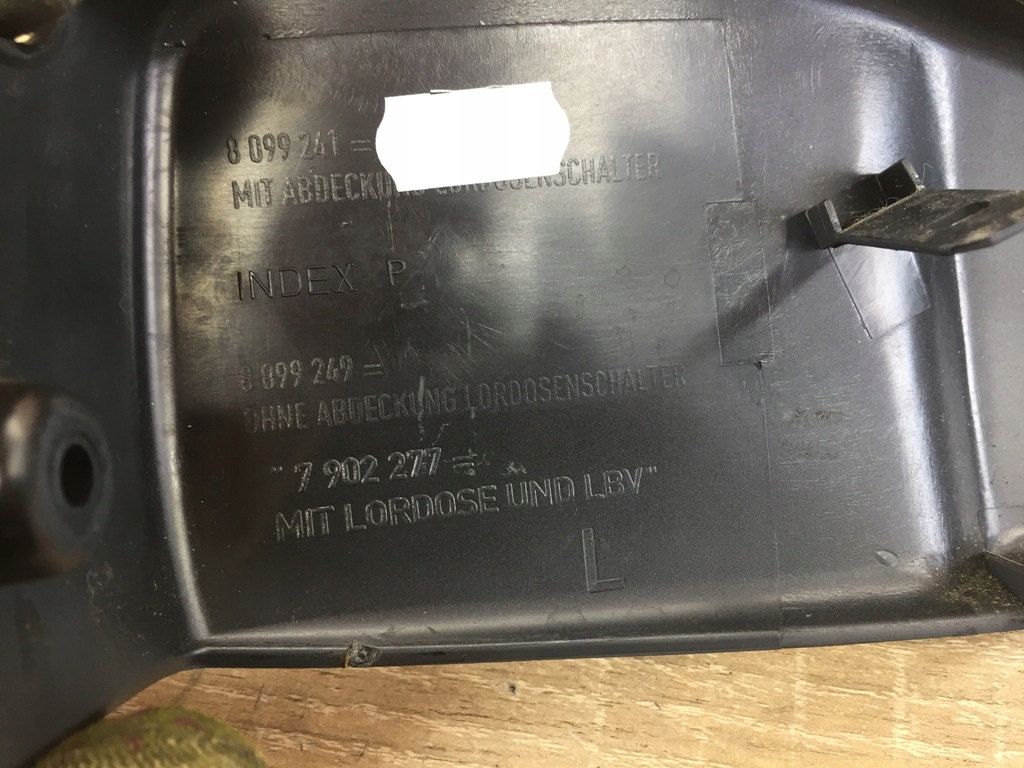 8 099 241 =
MIT ABDECKUNG LORDOSENSCHALTER
INDEX P
8 099 249 =
OHNE ABDECKUNG LORDOSENSCHALTER
" 7 902 277 =
MIT LORDOSE UND LBV"
L